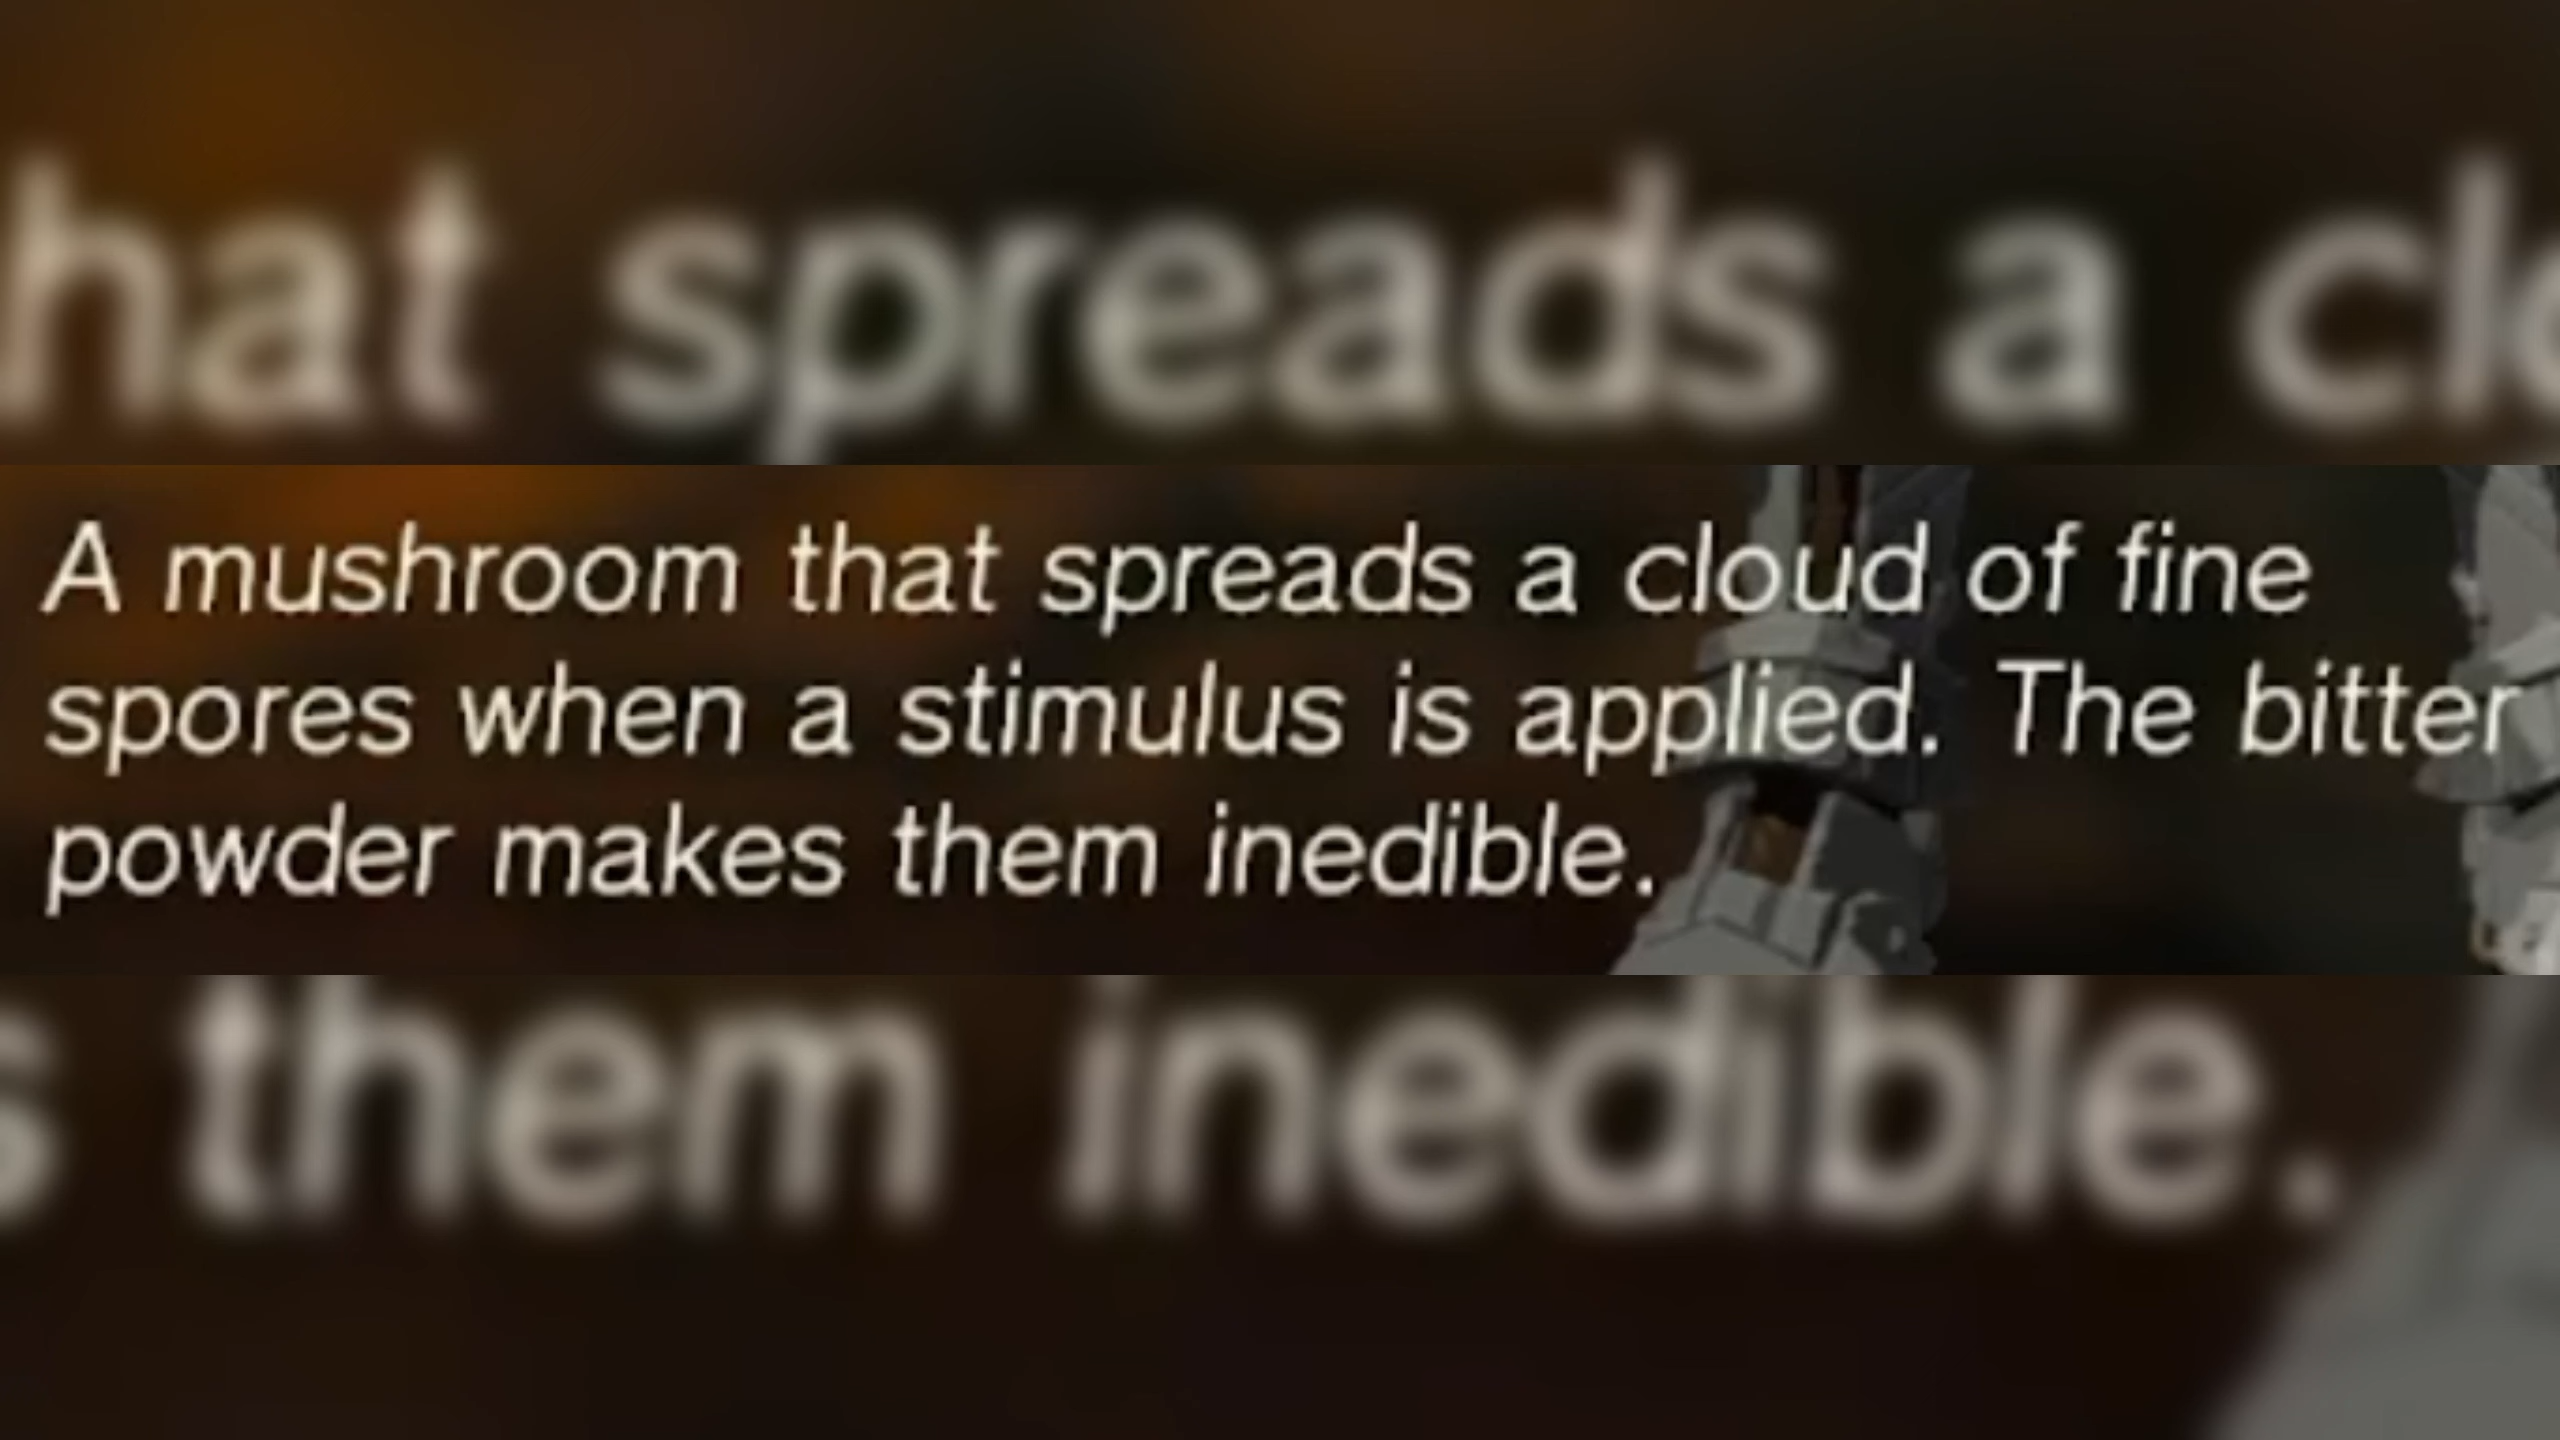 hat spreads a clo
A mushroom that spreads a cloud of fine
spores when a stimulus is applied. The bitter
powder makes them inedible.
s them inedible.